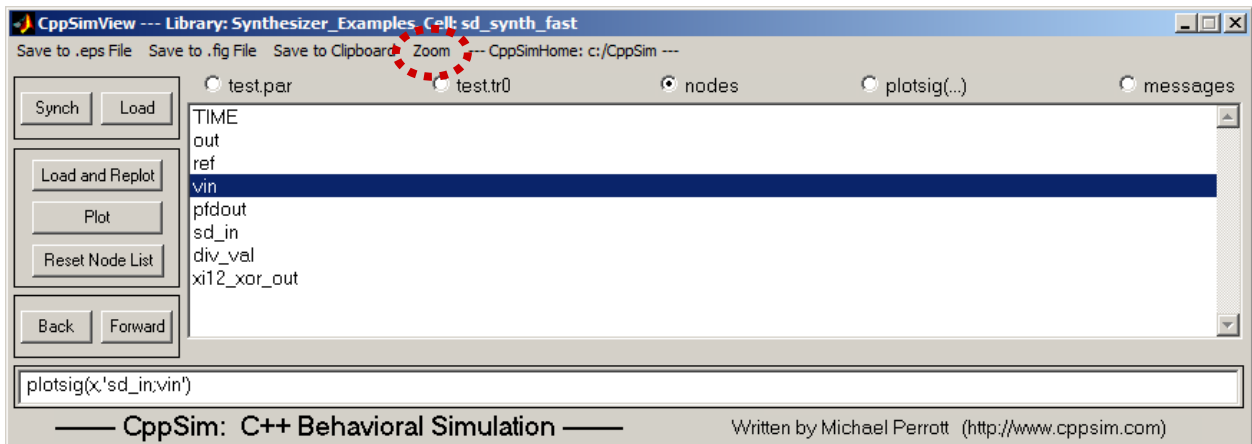 CppSimView --- Library: Synthesizer_Examples, Cell: sd_synth_fast
Save to .eps File Save to .fig File Save to Clipboard Zoom --- CppSimHome: c:/CppSim ---
test.par test.tr0 nodes plotsig(...) messages
Synch Load
TIME
out
ref
vin
pfdout
sd_in
div_val
xi12_xor_out
Load and Replot
Plot
Reset Node List
Back Forward
plotsig(x,'sd_in;vin')
CppSim: C++ Behavioral Simulation
Written by Michael Perrott (http://www.cppsim.com)